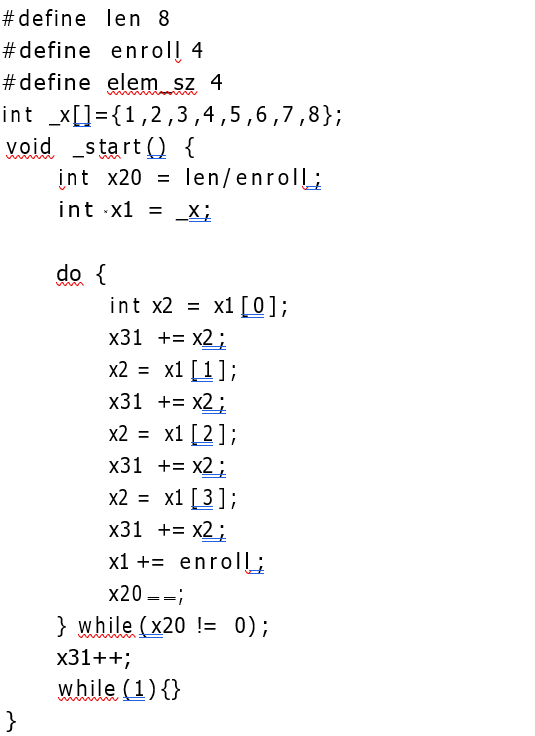 #define len 8
#define enroll 4
#define elem_sz 4
int _x[]={1,2,3,4,5,6,7,8};
void _start() {
int x20 = len/enroll;
int *x1 = _x;
do {
int x2 = x1[0];
x31 += x2;
x2 = x1[1];
x31 += x2;
x2 = x1[2];
x31 += x2;
x2 = x1[3];
x31 += x2;
x1 += enroll;
x20==;
} while(x20 != 0);
x31++;
while(1){}
}